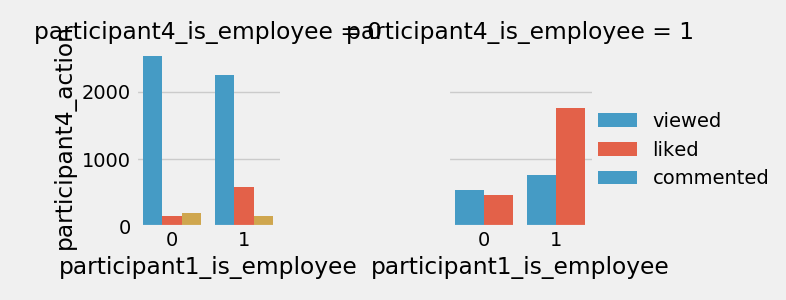 participant4_is_employee = 0
participant4_is_employee = 1
participant4_action
2000
1000
0
0
1
0
1
participant1_is_employee
participant1_is_employee
viewed
liked
commented